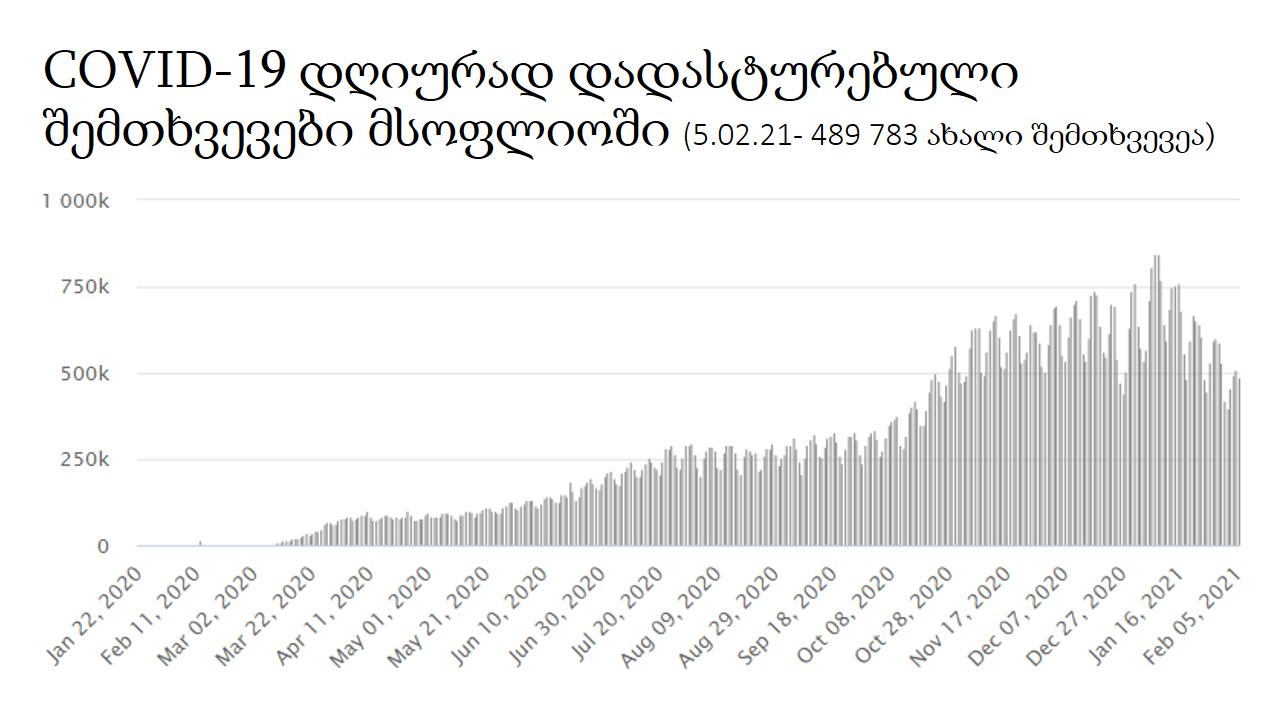 COVID-19 დღიურად დადასტურებული
შემთხვევები მსოფლიოში (5.02.21- 489 783 ახალი შემთხვევეა)
1 000k
750k
500k
250k
0
Jan 22, 2020
Feb 11, 2020
Mar 02, 2020
Mar 22, 2020
Apr 11, 2020
May 01, 2020
May 21, 2020
Jun 10, 2020
Jun 30, 2020
Jul 20, 2020
Aug 09, 2020
Aug 29, 2020
Sep 18, 2020
Oct 08, 2020
Oct 28, 2020
Nov 17, 2020
Dec 07, 2020
Dec 27, 2020
Jan 16, 2021
Feb 05, 2021